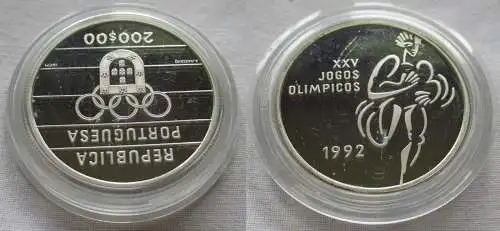 REPUBLICA
PORTUGUESA
200$00
XXV
JOGOS
OLIMPICOS
1992